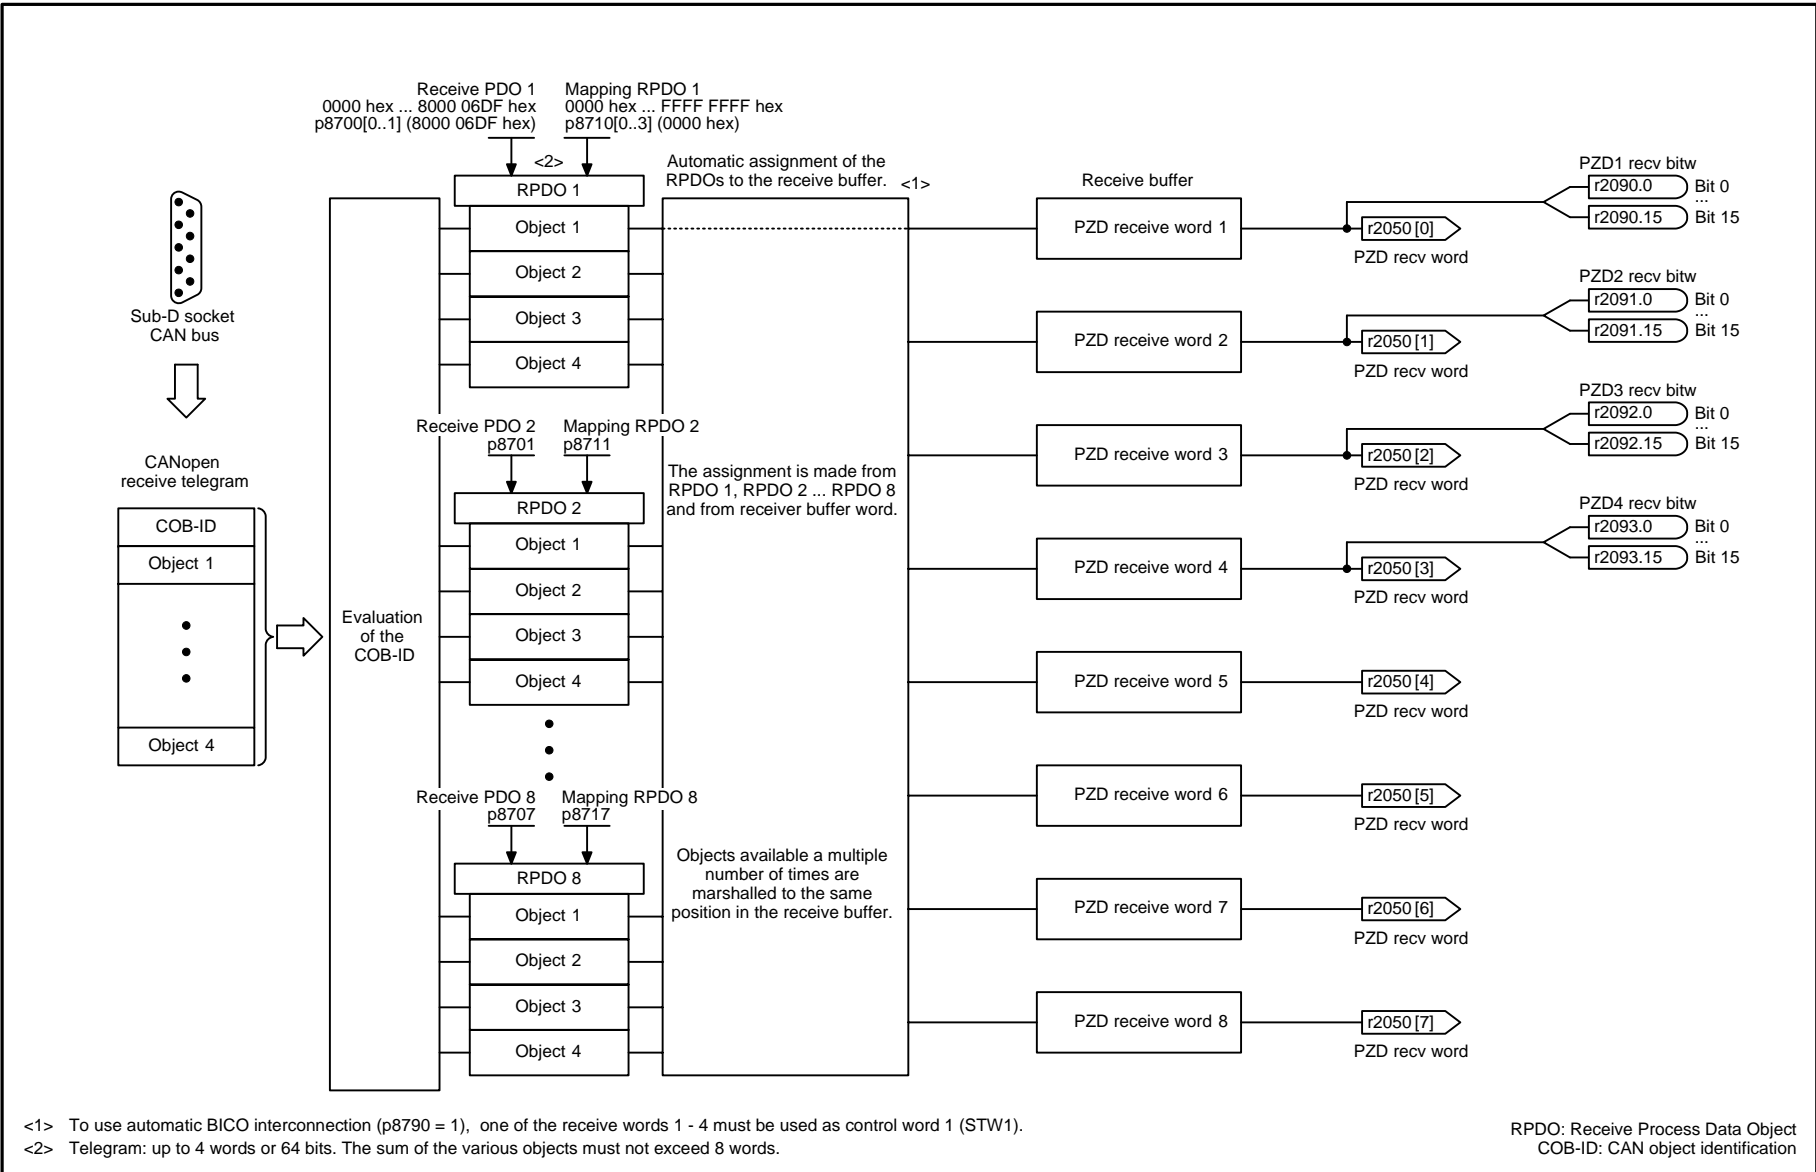 Receive PDO 1
0000 hex ... 8000 06DF hex
p8700[0..1] (8000 06DF hex)
Mapping RPDO 1
0000 hex ... FFFF FFFF hex
p8710[0..3] (0000 hex)
<2>
RPDO 1
Object 1
Object 2
Object 3
Object 4
Automatic assignment of the
RPDOs to the receive buffer.
<1>
Receive buffer
Sub-D socket
CAN bus
CANopen
receive telegram
COB-ID
Object 1
Object 4
Evaluation
of the
COB-ID
Receive PDO 2
p8701
Mapping RPDO 2
p8711
RPDO 2
Object 1
Object 2
Object 3
Object 4
The assignment is made from
RPDO 1, RPDO 2 ... RPDO 8
and from receiver buffer word.
Receive PDO 8
p8707
Mapping RPDO 8
p8717
RPDO 8
Object 1
Object 2
Object 3
Object 4
Objects available a multiple
number of times are
marshalled to the same
position in the receive buffer.
PZD receive word 1
r2050 [0]
PZD recv word
PZD1 recv bitw
r2090.0 Bit 0
...
r2090.15 Bit 15
PZD receive word 2
r2050 [1]
PZD recv word
PZD2 recv bitw
r2091.0 Bit 0
...
r2091.15 Bit 15
PZD receive word 3
r2050 [2]
PZD recv word
PZD3 recv bitw
r2092.0 Bit 0
...
r2092.15 Bit 15
PZD receive word 4
r2050 [3]
PZD recv word
PZD4 recv bitw
r2093.0 Bit 0
...
r2093.15 Bit 15
PZD receive word 5
r2050 [4]
PZD recv word
PZD receive word 6
r2050 [5]
PZD recv word
PZD receive word 7
r2050 [6]
PZD recv word
PZD receive word 8
r2050 [7]
PZD recv word
<1> To use automatic BICO interconnection (p8790 = 1), one of the receive words 1 - 4 must be used as control word 1 (STW1).
<2> Telegram: up to 4 words or 64 bits. The sum of the various objects must not exceed 8 words.
RPDO: Receive Process Data Object
COB-ID: CAN object identification